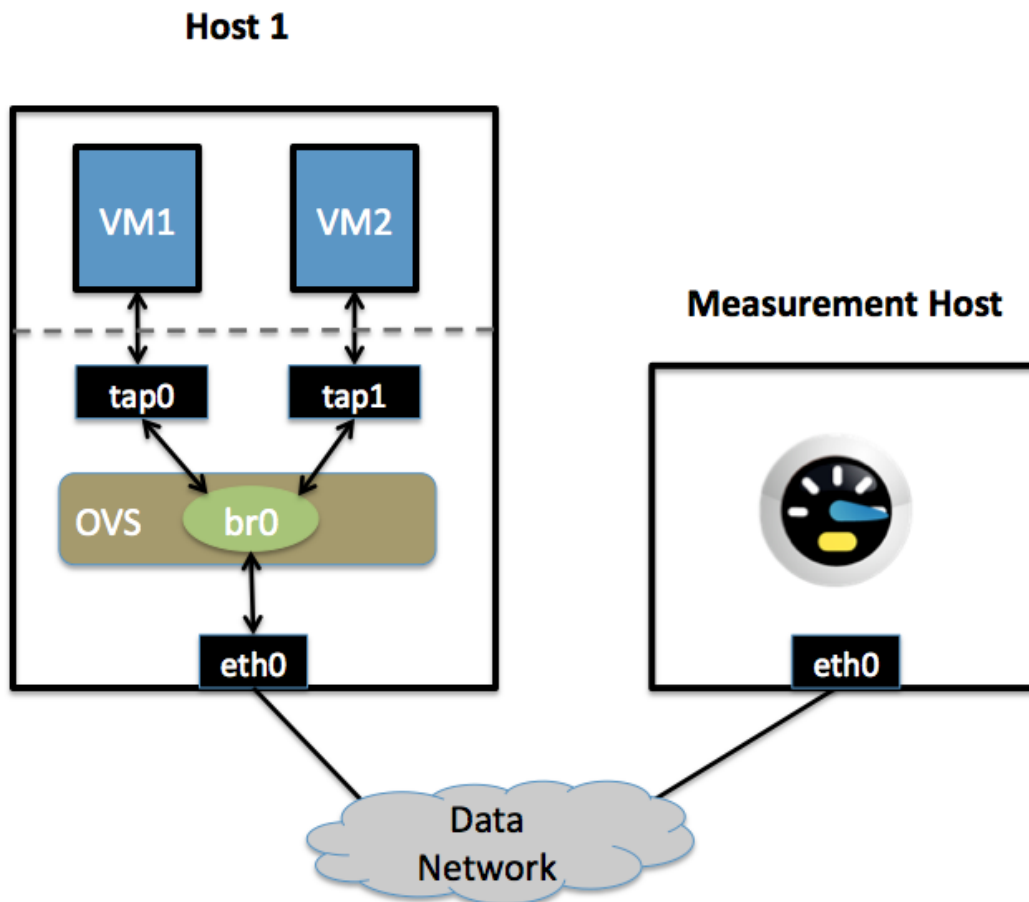 Host 1
VM1
VM2
Measurement Host
tap0
tap1
OVS
br0
eth0
eth0
Data
Network